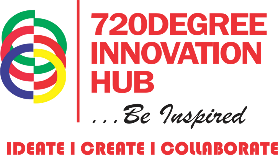 720DEGREE
INNOVATION
HUB
...Be Inspired
IDEATE I CREATE I COLLABORATE